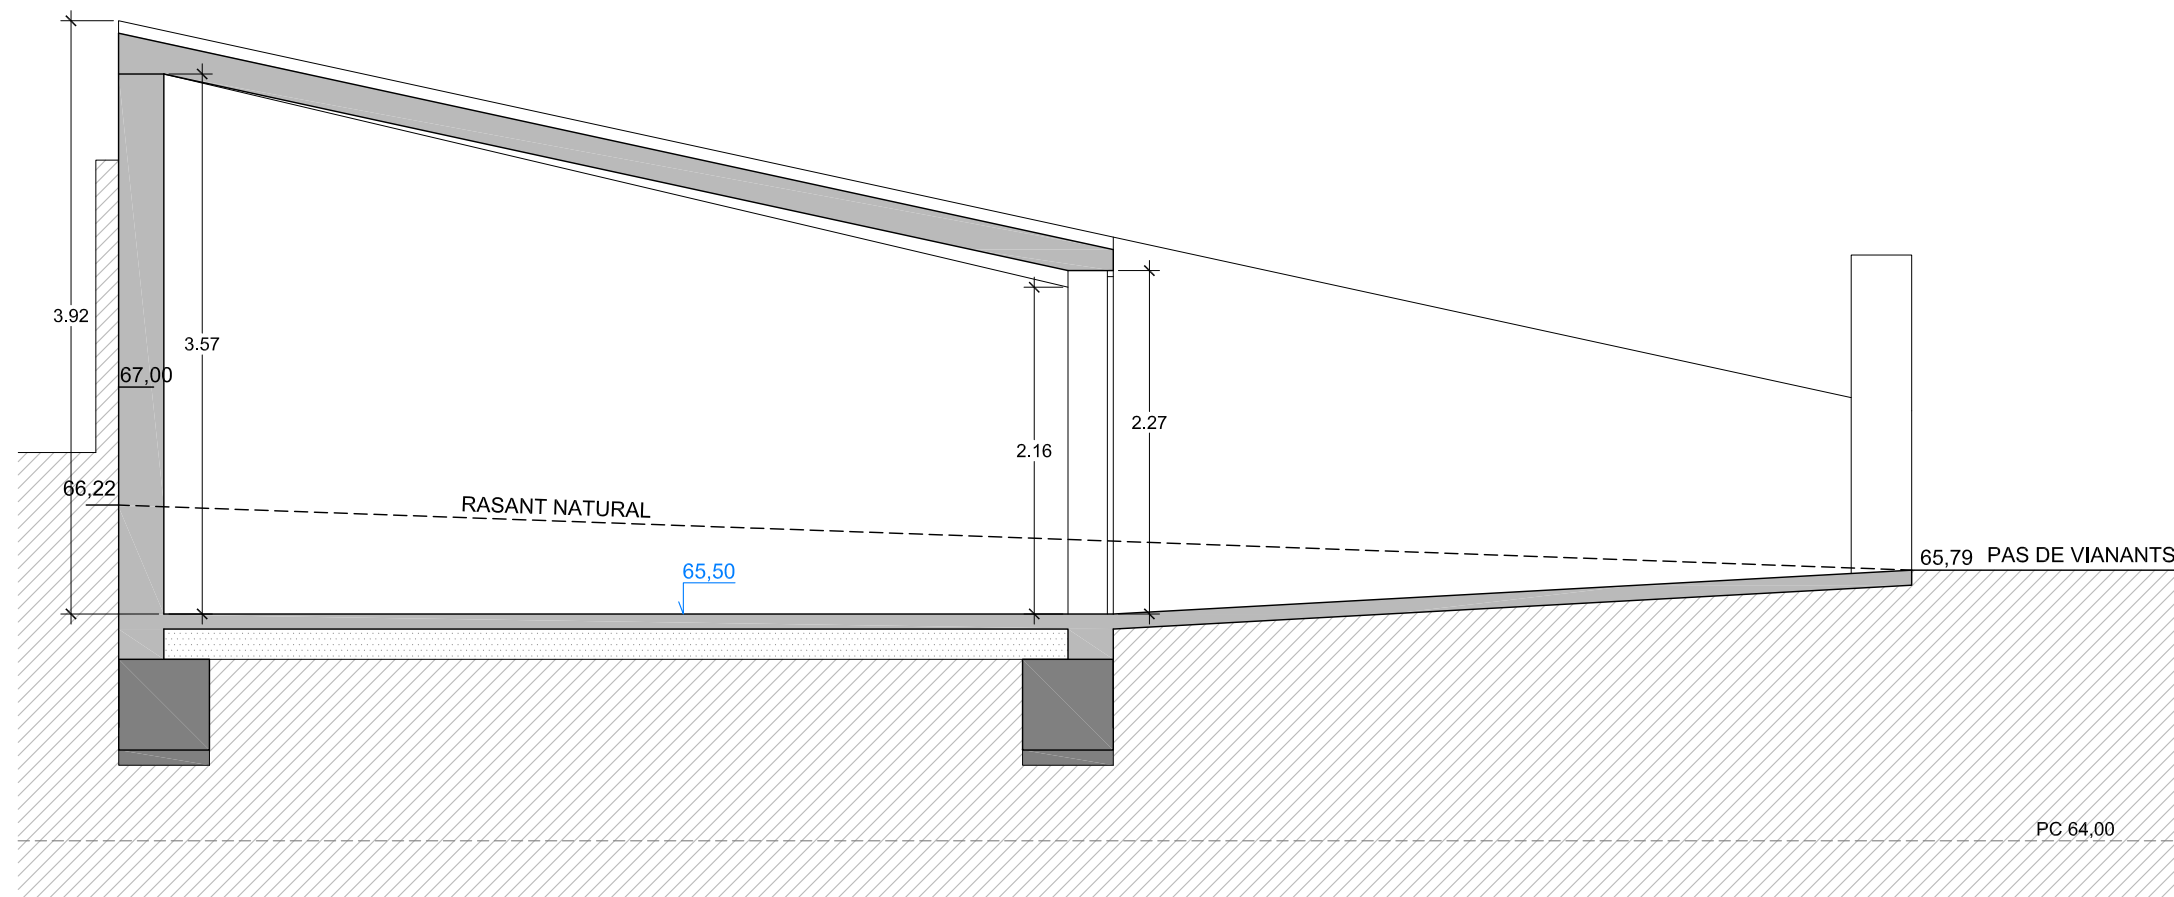 3.92
3.57
67,00
2.27
2.16
66,22
RASANT NATURAL
65,50
65,79 PAS DE VIANANTS
PC 64,00